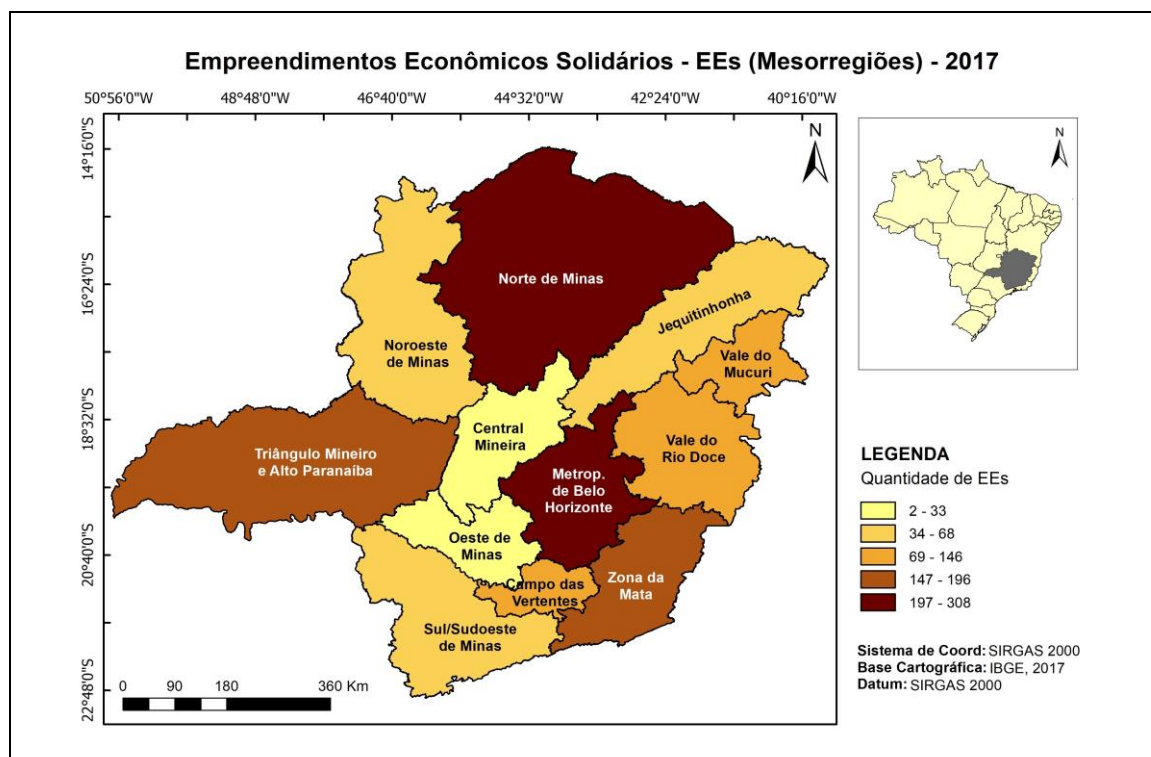 Empreendimentos Econômicos Solidários - EEs (Mesorregiões) - 2017
50°56'0"W 48°48'0"W 46°40'0"W 44°32'0"W 42°24'0"W 40°16'0"W
14°16'0"S
16°24'0"S
18°32'0"S
20°40'0"S
22°48'0"S
N
Norte de Minas
Jequitinhonha
Noroeste
de Minas
Vale do
Mucuri
Central
Mineira
Vale do
Rio Doce
Triângulo Mineiro
e Alto Paranaíba
Metrop.
de Belo
Horizonte
Oeste de
Minas
Campo das
Vertentes
Zona da
Mata
Sul/Sudoeste
de Minas
0 90 180 360 Km
N
LEGENDA
Quantidade de EEs
2 - 33
34 - 68
69 - 146
147 - 196
197 - 308
Sistema de Coord: SIRGAS 2000
Base Cartográfica: IBGE, 2017
Datum: SIRGAS 2000